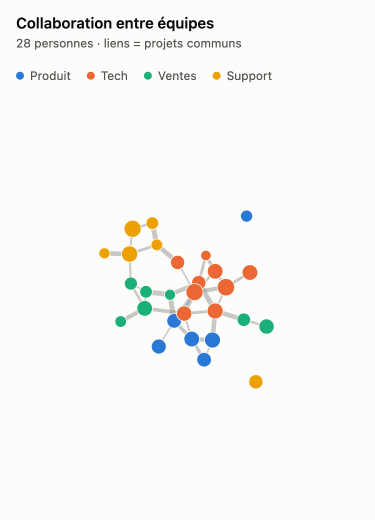 Collaboration entre équipes
28 personnes · liens = projets communs
Produit Tech Ventes Support